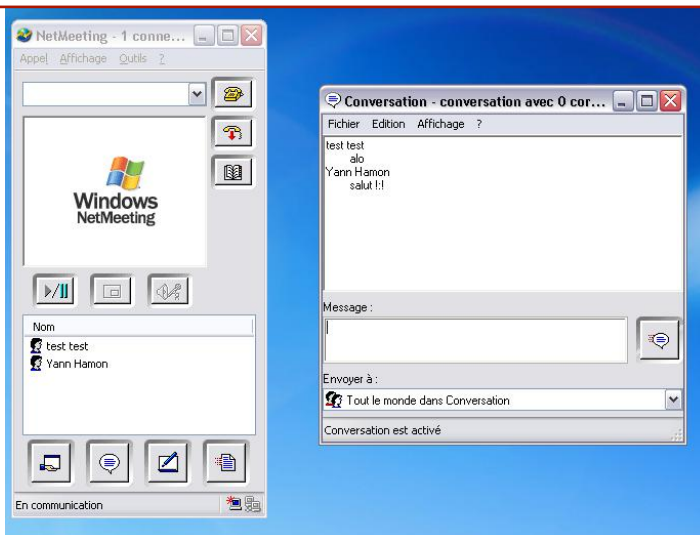 NetMeeting - 1 conne...
Appel Affichage Outils ?
Windows
NetMeeting
Nom
test test
Yann Hamon
En communication
Conversation - conversation avec 0 cor...
Fichier Edition Affichage ?
test test
alo
Yann Hamon
salut !:!
Message :
Envoyer à :
Tout le monde dans Conversation
Conversation est activé